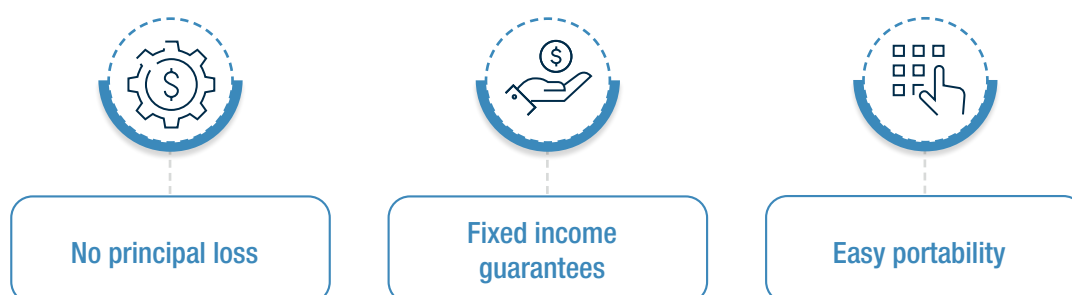 $
$
No principal loss
Fixed income
guarantees
Easy portability